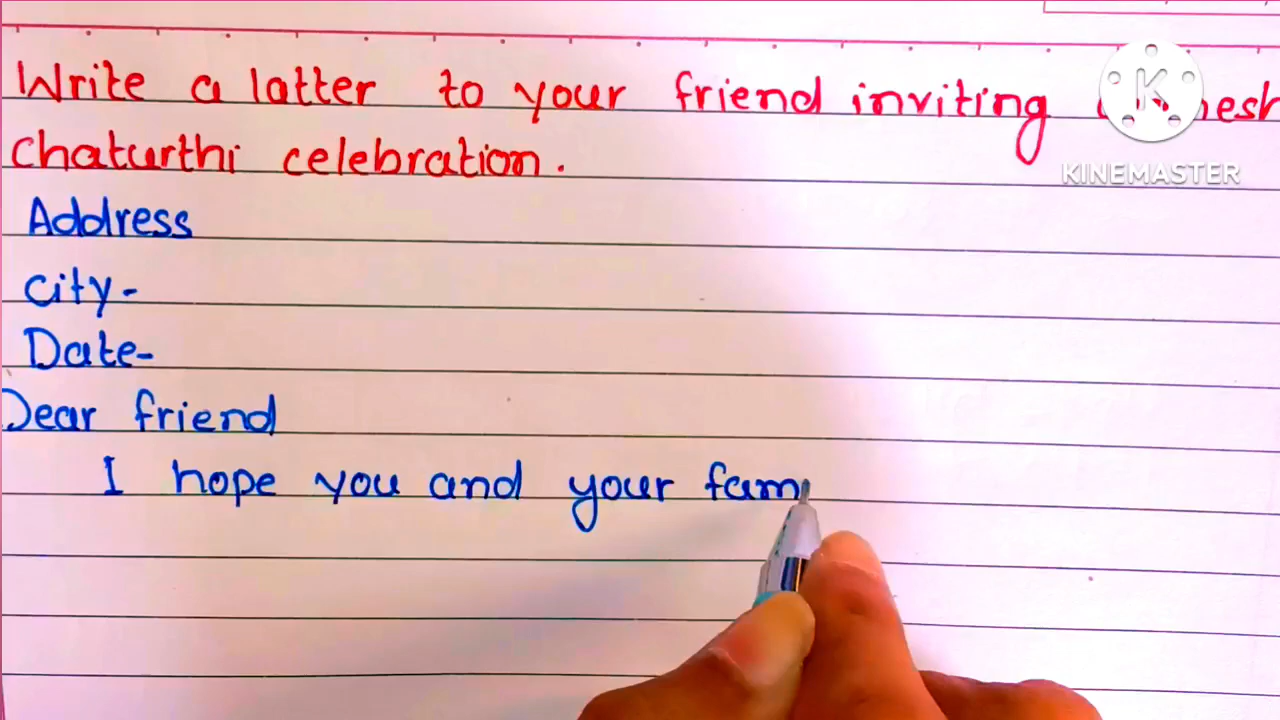 Write a latter to your friend inviting
chaturthi celebration.
Address
City-
Date-
Dear friend
I hope you and your fam
K
KINEMASTER